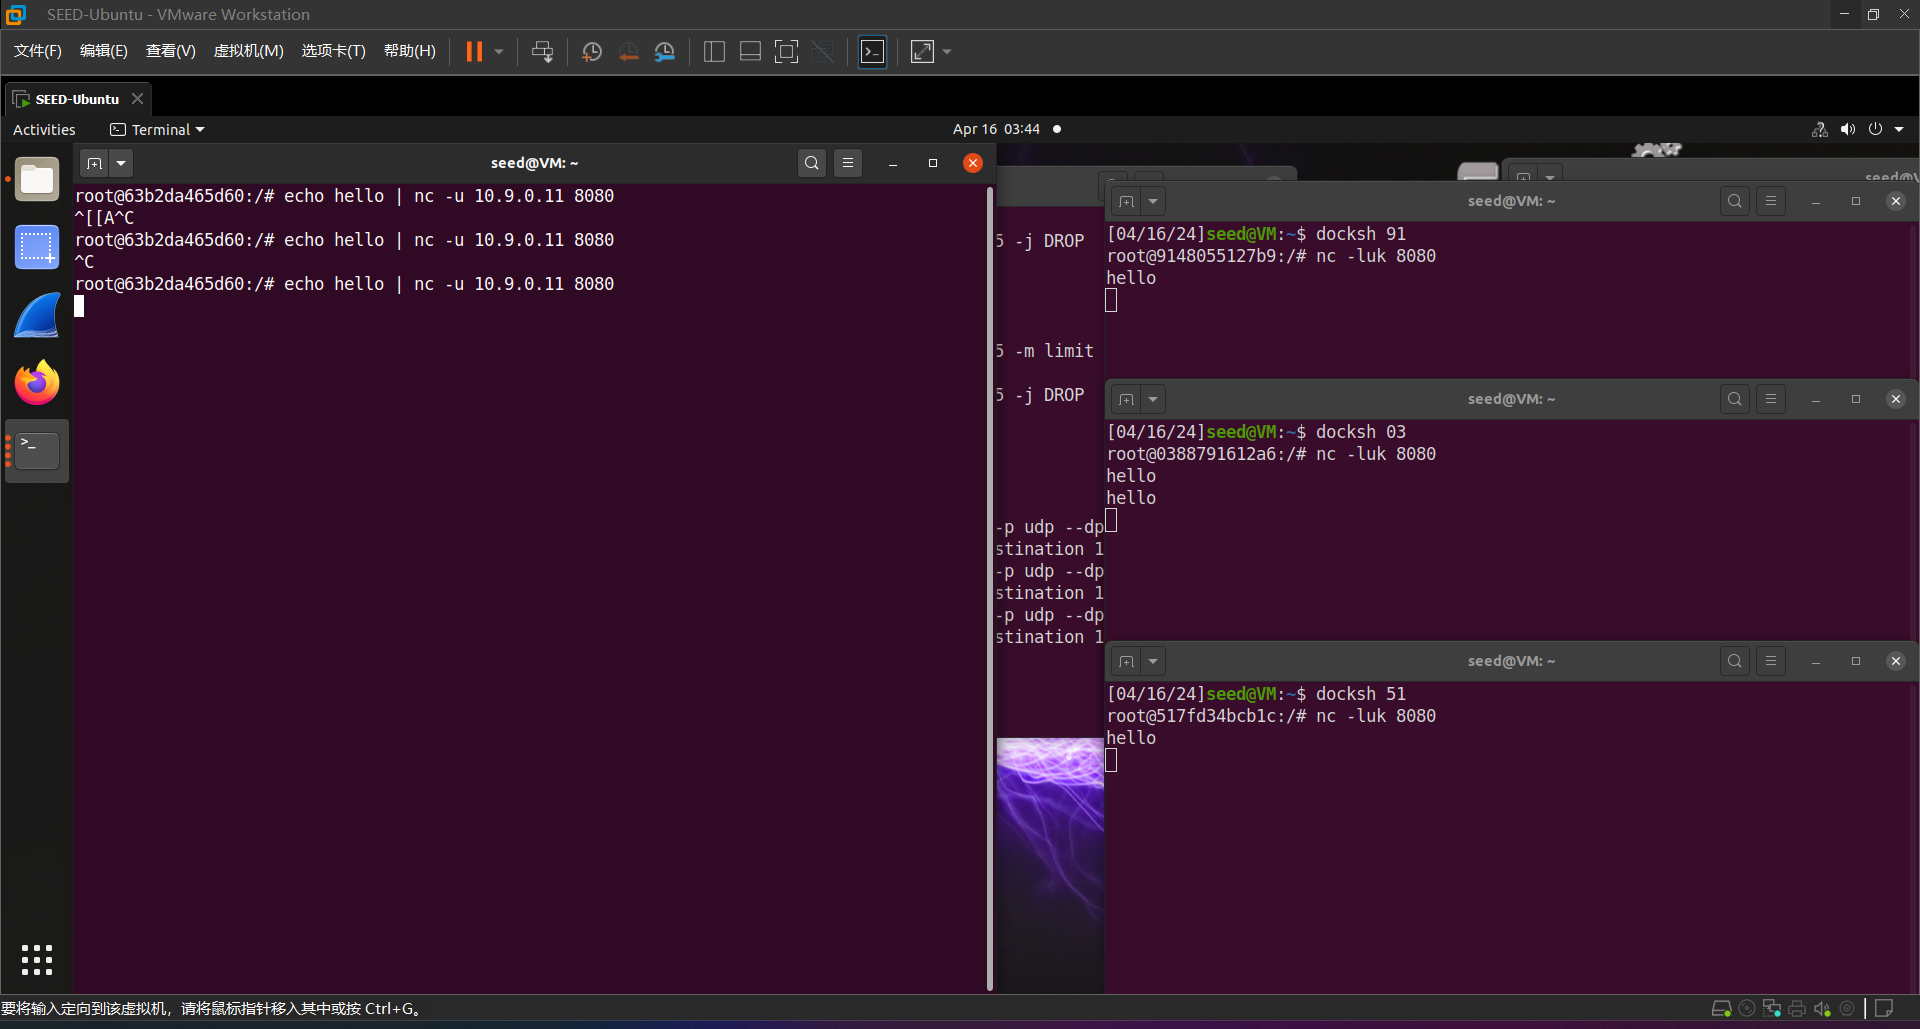 SEED-Ubuntu - VMware Workstation
文件(F) 编辑(E) 查看(V) 虚拟机(M) 选项卡(T) 帮助(H)
SEED-Ubuntu
Activities Terminal Apr 16 03:44
seed@VM: ~
root@63b2da465d60:/# echo hello | nc -u 10.9.0.11 8080
^[[A^C
root@63b2da465d60:/# echo hello | nc -u 10.9.0.11 8080
^C
root@63b2da465d60:/# echo hello | nc -u 10.9.0.11 8080
5 -j DROP
5 -m limit
5 -j DROP
-p udp --dp
stination 1
-p udp --dp
stination 1
-p udp --dp
stination 1
seed@V
seed@VM: ~
[04/16/24]seed@VM:~$ docksh 91
root@9148055127b9:/# nc -luk 8080
hello
seed@VM: ~
[04/16/24]seed@VM:~$ docksh 03
root@0388791612a6:/# nc -luk 8080
hello
hello
seed@VM: ~
[04/16/24]seed@VM:~$ docksh 51
root@517fd34bcb1c:/# nc -luk 8080
hello
要将输入定向到该虚拟机，请将鼠标指针移入其中或按 Ctrl+G。